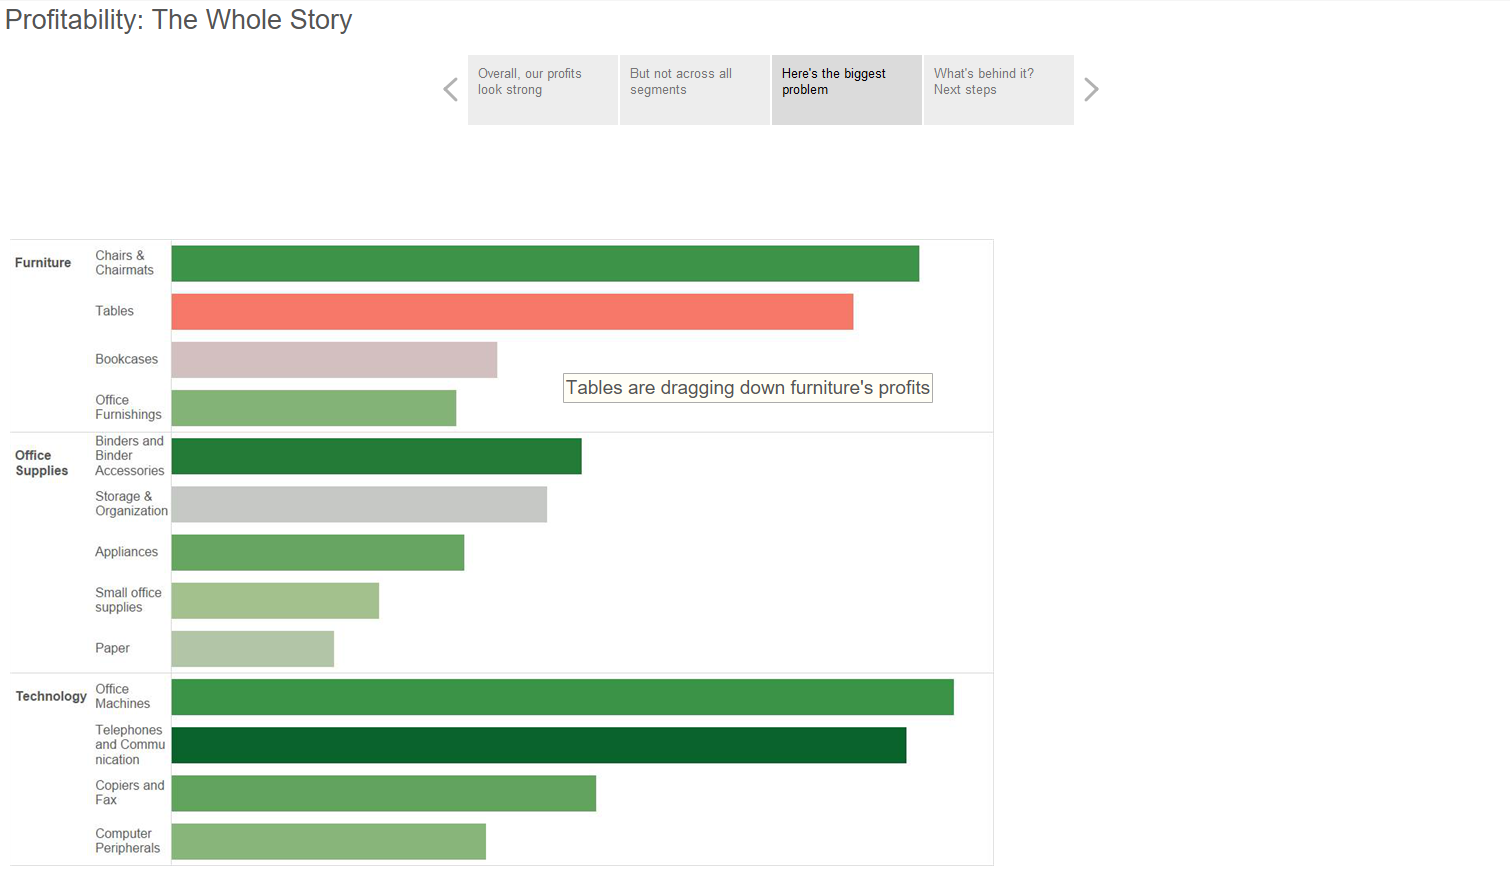 Profitability: The Whole Story
Overall, our profits
look strong
But not across all
segments
Here's the biggest
problem
What's behind it?
Next steps
Furniture
Chairs &
Chairmats
Tables
Bookcases
Office
Furnishings
Tables are dragging down furniture's profits
Office
Supplies
Binders and
Binder
Accessories
Storage &
Organization
Appliances
Small office
supplies
Paper
Technology
Office
Machines
Telephones
and Commu
nication
Copiers and
Fax
Computer
Peripherals